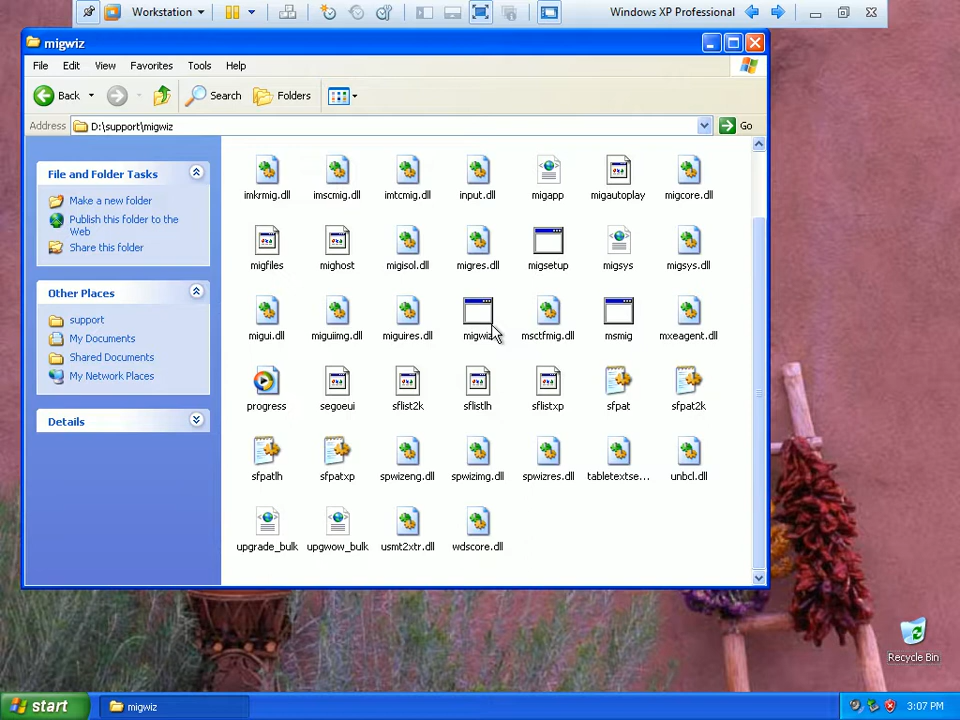 Workstation
Windows XP Professional
migwiz
File Edit View Favorites Tools Help
Back Search Folders
Address D:\support\migwiz Go
File and Folder Tasks
Make a new folder
Publish this folder to the
Web
Share this folder
Other Places
support
My Documents
Shared Documents
My Network Places
Details
imkrmig.dll imscmig.dll imtcmig.dll input.dll migapp migautoplay migcore.dll
migfiles mighost migisol.dll migres.dll migsetup migsys migsys.dll
migui.dll miguiimg.dll miguires.dll migwiz msctfmig.dll msmig mxeagent.dll
progress segoeui sflist2k sflistlh sflistxp sfpat sfpat2k
sfpatlh sfpatxp spwizeng.dll spwizimg.dll spwizres.dll tabletextse... unbcl.dll
upgrade_bulk upgwow_bulk usmt2xtr.dll wdscore.dll
Recycle Bin
start migwiz 3:07 PM